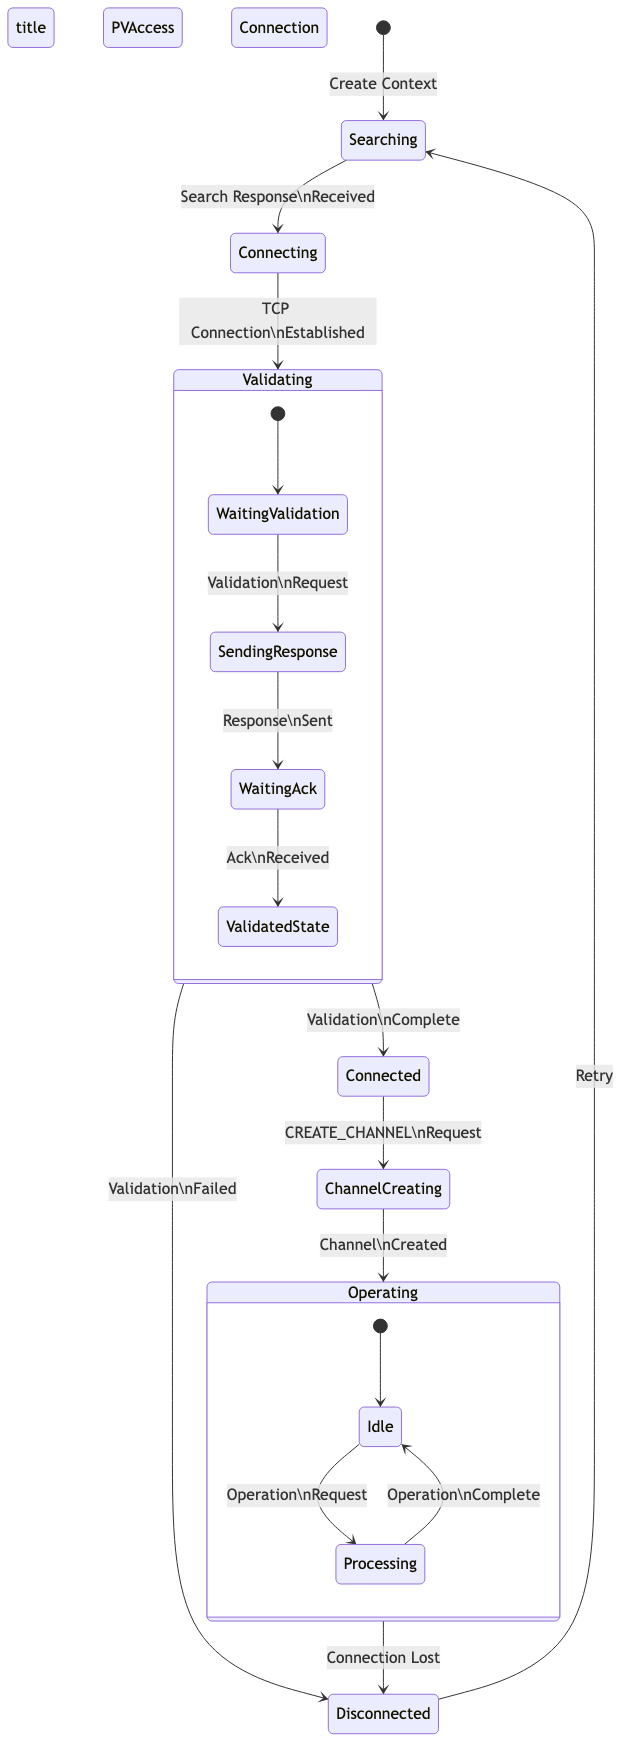 title
PVAccess
Connection
Create Context
Searching
Search Response\nReceived
Connecting
TCP
Connection\nEstablished
Validating
WaitingValidation
Validation\nRequest
SendingResponse
Response\nSent
WaitingAck
Ack\nReceived
ValidatedState
Validation\nComplete
Connected
Retry
CREATE_CHANNEL\nRequest
ChannelCreating
Validation\nFailed
Channel\nCreated
Operating
Idle
Operation\nRequest
Operation\nComplete
Processing
Connection Lost
Disconnected